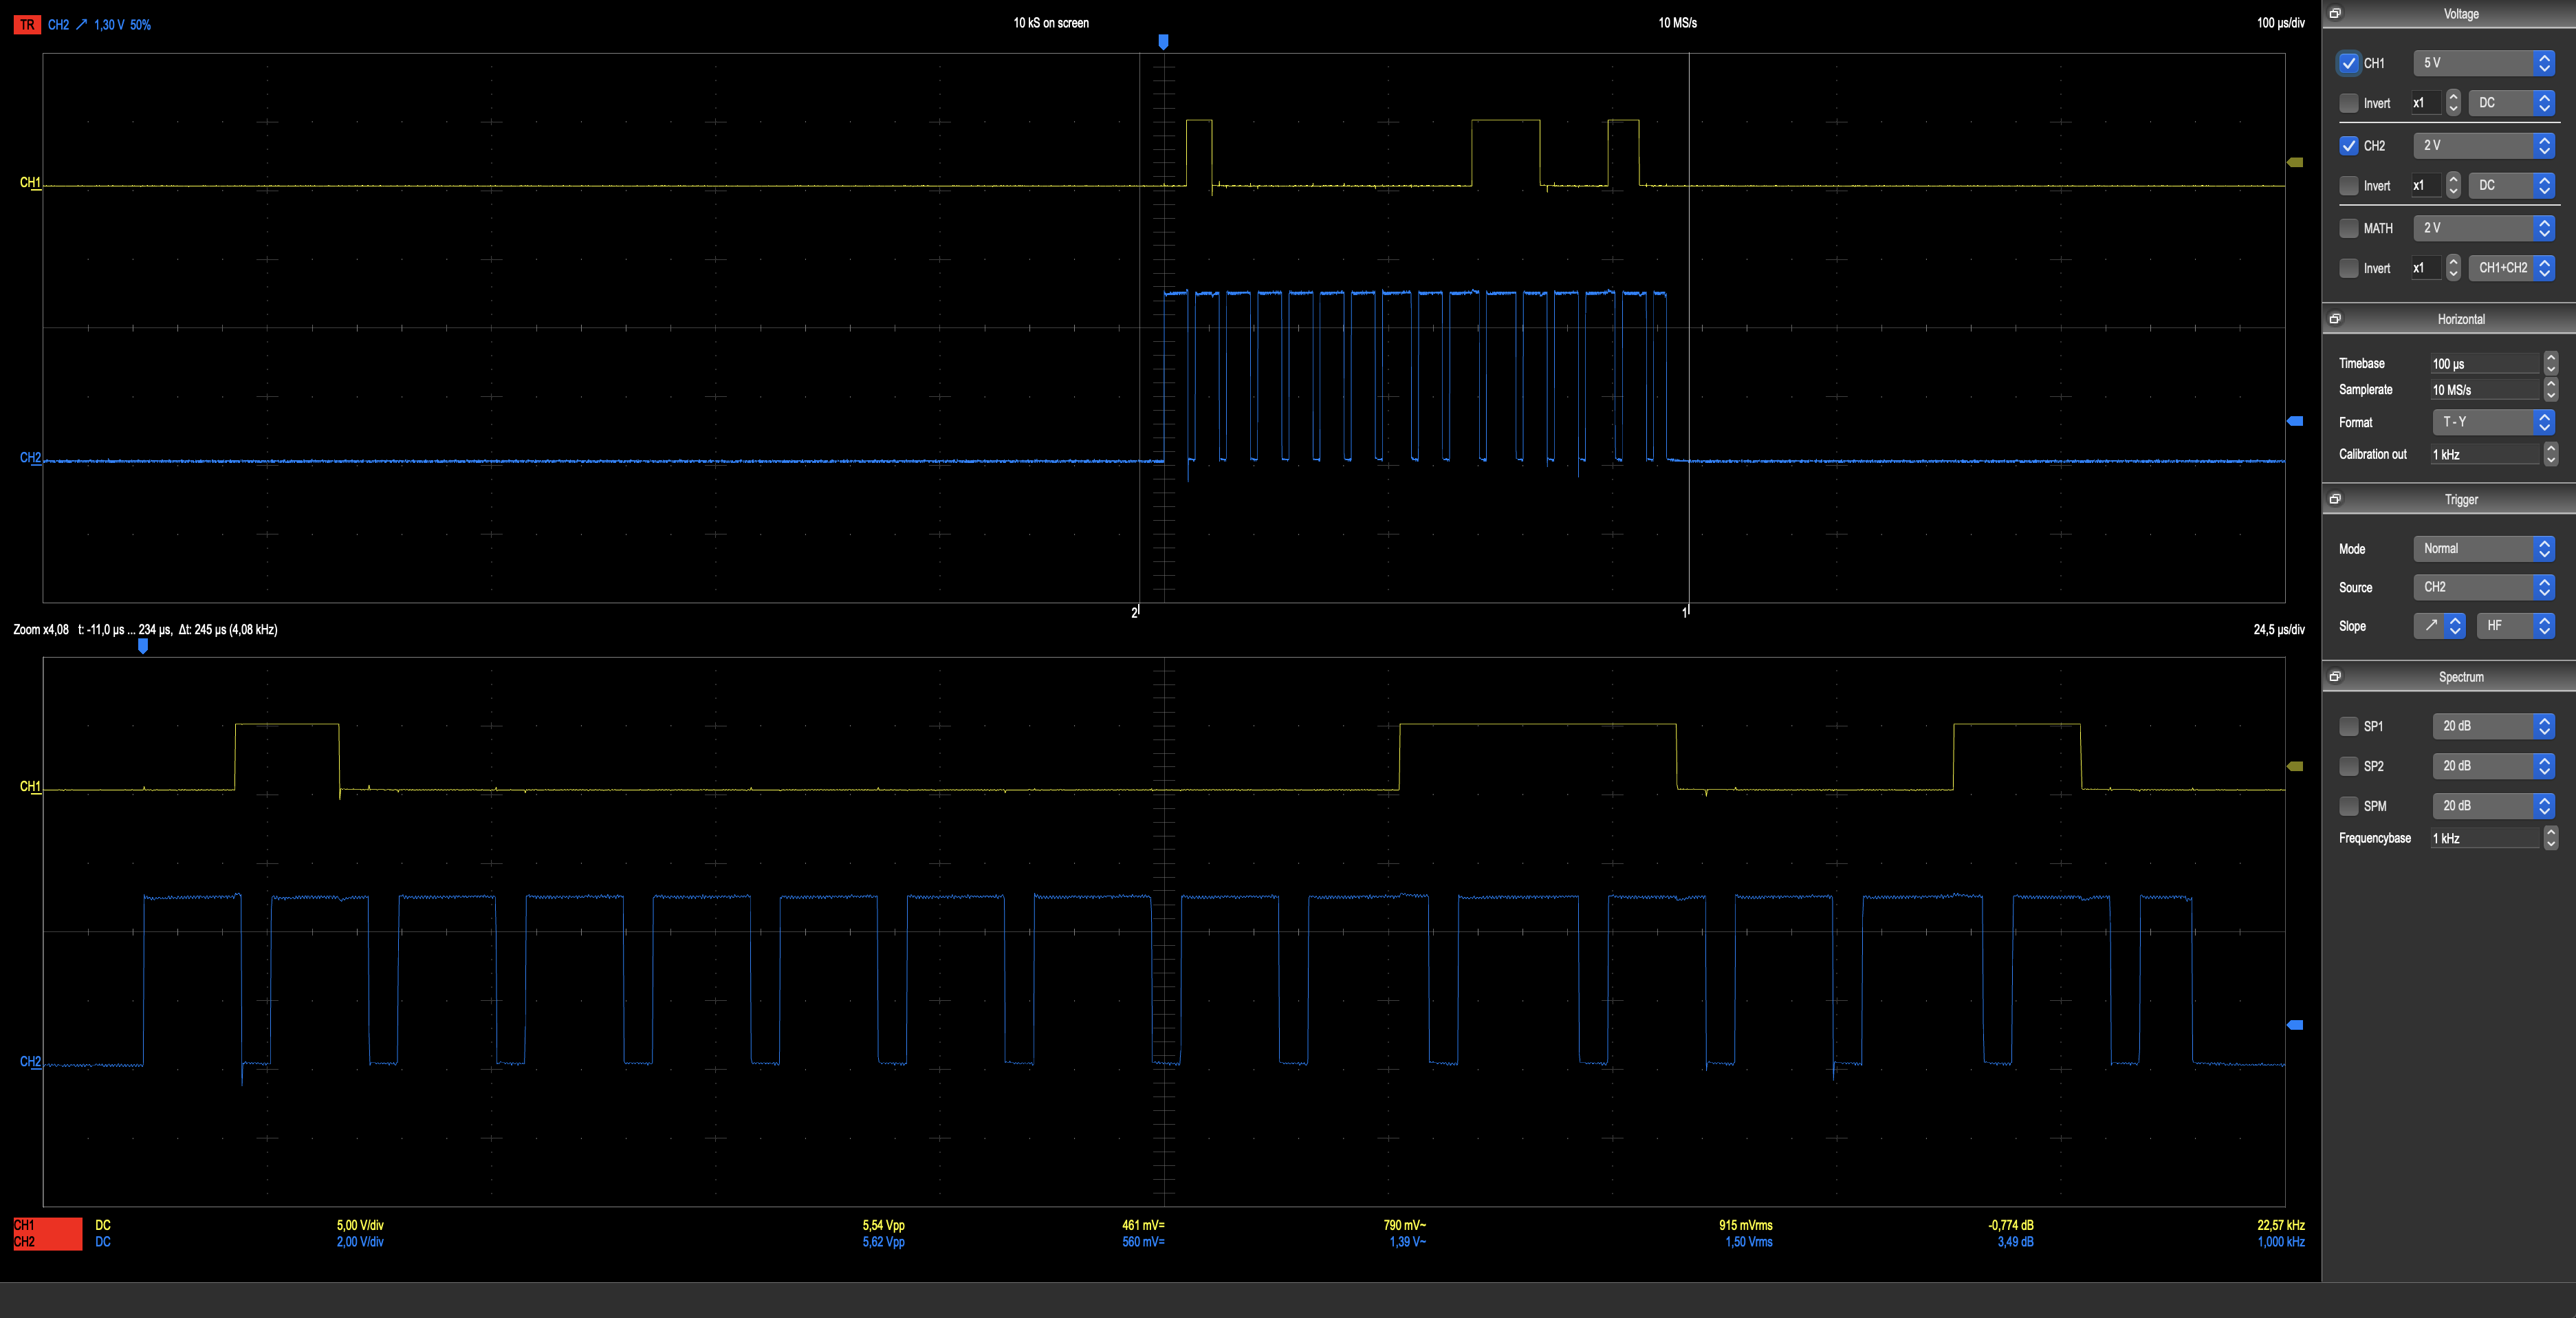 TR CH2 1,30 V 50% 10 kS on screen 10 MS/s 100 µs/div
CH1
CH2
2 1
Zoom x4,08 t: -11,0 µs ... 234 µs, Δt: 245 µs (4,08 kHz) 24,5 µs/div
CH1
CH2
CH1 DC 5,00 V/div 5,54 Vpp 461 mV= 790 mV~ 915 mVrms -0,774 dB 22,57 kHz
CH2 DC 2,00 V/div 5,62 Vpp 560 mV= 1,39 V~ 1,50 Vrms 3,49 dB 1,000 kHz
Voltage
CH1 5 V
Invert x1 DC
CH2 2 V
Invert x1 DC
MATH 2 V
Invert x1 CH1+CH2
Horizontal
Timebase 100 µs
Samplerate 10 MS/s
Format T - Y
Calibration out 1 kHz
Trigger
Mode Normal
Source CH2
Slope HF
Spectrum
SP1 20 dB
SP2 20 dB
SPM 20 dB
Frequencybase 1 kHz